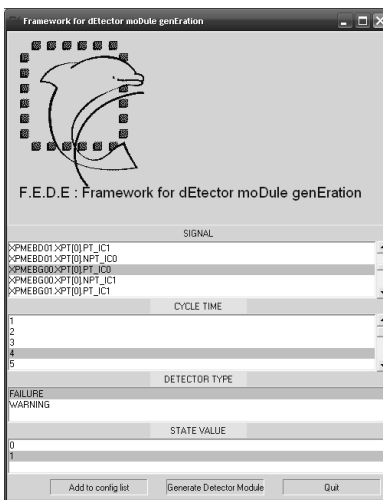 Framework for dEtector moDule genEration
F.E.D.E : Framework for dEtector moDule genEration
SIGNAL
XPMEBD01.XPT[0].PT_IC1
XPMEBD01.XPT[0].NPT_IC0
XPMEBG00.XPT[0].PT_IC0
XPMEBG00.XPT[0].NPT_IC1
XPMEBG01.XPT[0].PT_IC1
CYCLE TIME
1
2
3
4
5
DETECTOR TYPE
FAILURE
WARNING
STATE VALUE
0
1
Add to config list Generate Detector Module Quit